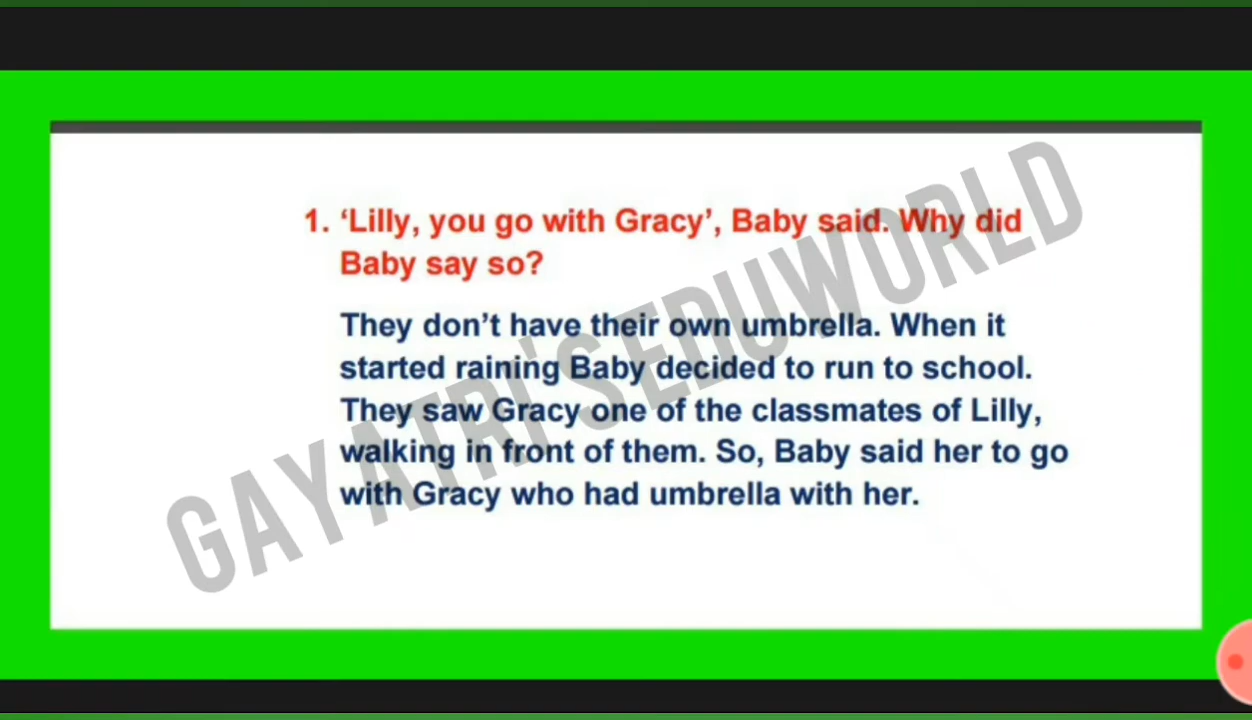 1. ‘Lilly, you go with Gracy’, Baby said. Why did
Baby say so?
They don’t have their own umbrella. When it
started raining Baby decided to run to school.
They saw Gracy one of the classmates of Lilly,
walking in front of them. So, Baby said her to go
with Gracy who had umbrella with her.
GAYATRI'S EDUWORLD